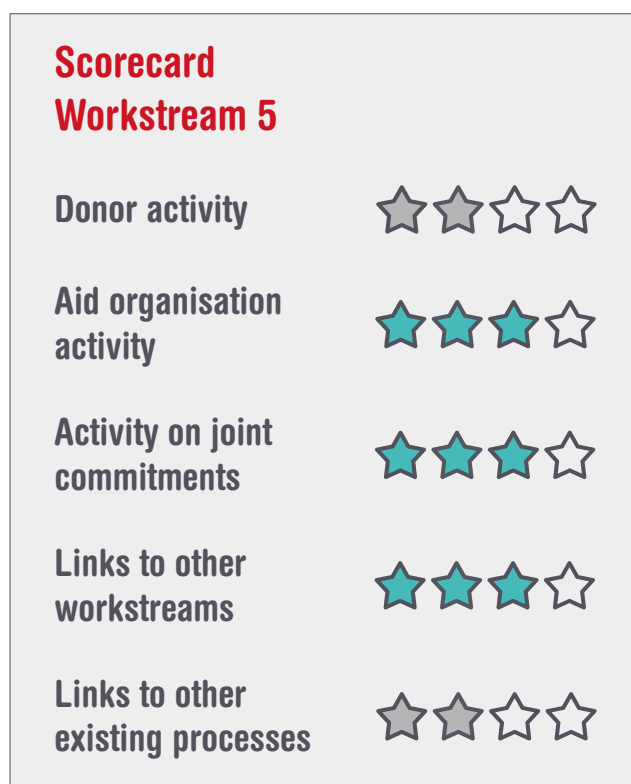 Scorecard
Workstream 5
Donor activity
Aid organisation
activity
Activity on joint
commitments
Links to other
workstreams
Links to other
existing processes